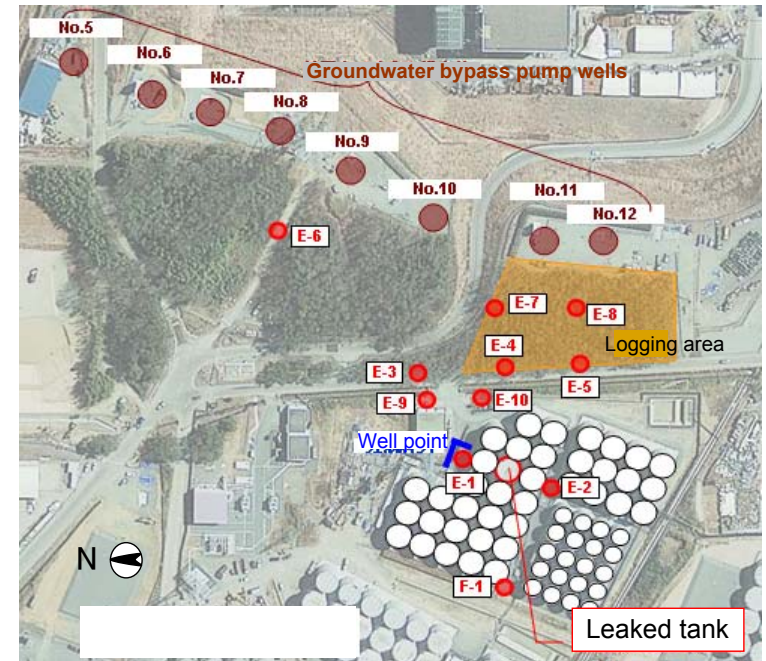 No.5
No.6
No.7
Groundwater bypass pump wells
No.8
No.9
No.10
No.11
No.12
E-6
E-7
E-8
Logging area
E-4
E-3
E-5
E-9
E-10
Well point
E-1
E-2
F-1
N
Leaked tank